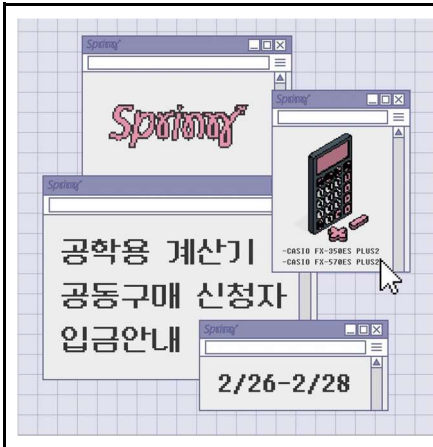 Spring
Spring
Spring
-CASIO FX-350ES PLUS2
-CASIO FX-570ES PLUS2
Spring
공학용 계산기
공동구매 신청자
입금안내
Spring
2/26-2/28